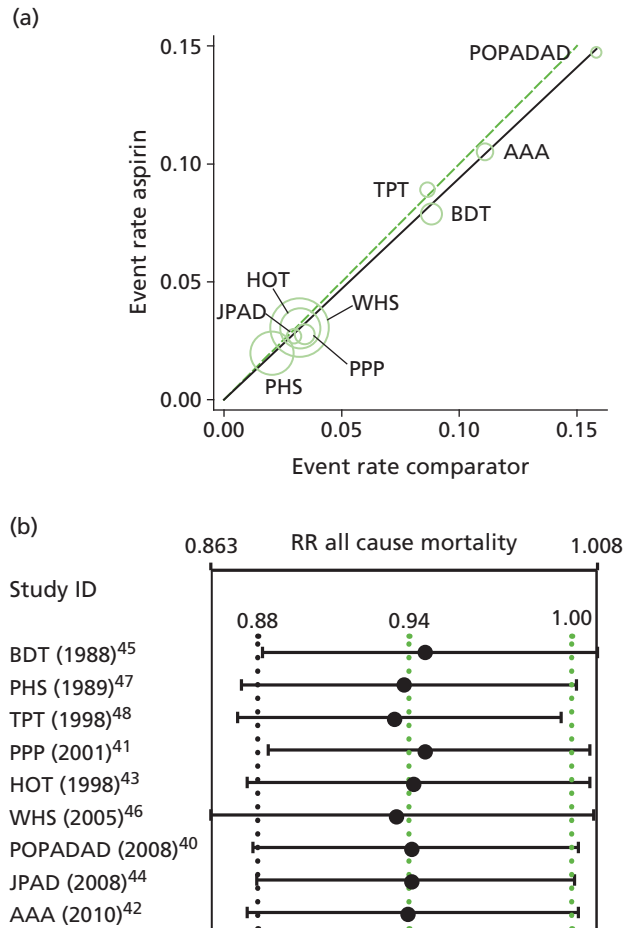 (a)
0.15
POPADAD
0.10
AAA
TPT
BDT
Event rate aspirin
0.05
HOT
JPAD
WHS
PPP
PHS
0.00
0.00 0.05 0.10 0.15
Event rate comparator
(b)
0.863 RR all cause mortality 1.008
Study ID
0.88 0.94 1.00
BDT (1988)45
PHS (1989)47
TPT (1998)48
PPP (2001)41
HOT (1998)43
WHS (2005)46
POPADAD (2008)40
JPAD (2008)44
AAA (2010)42